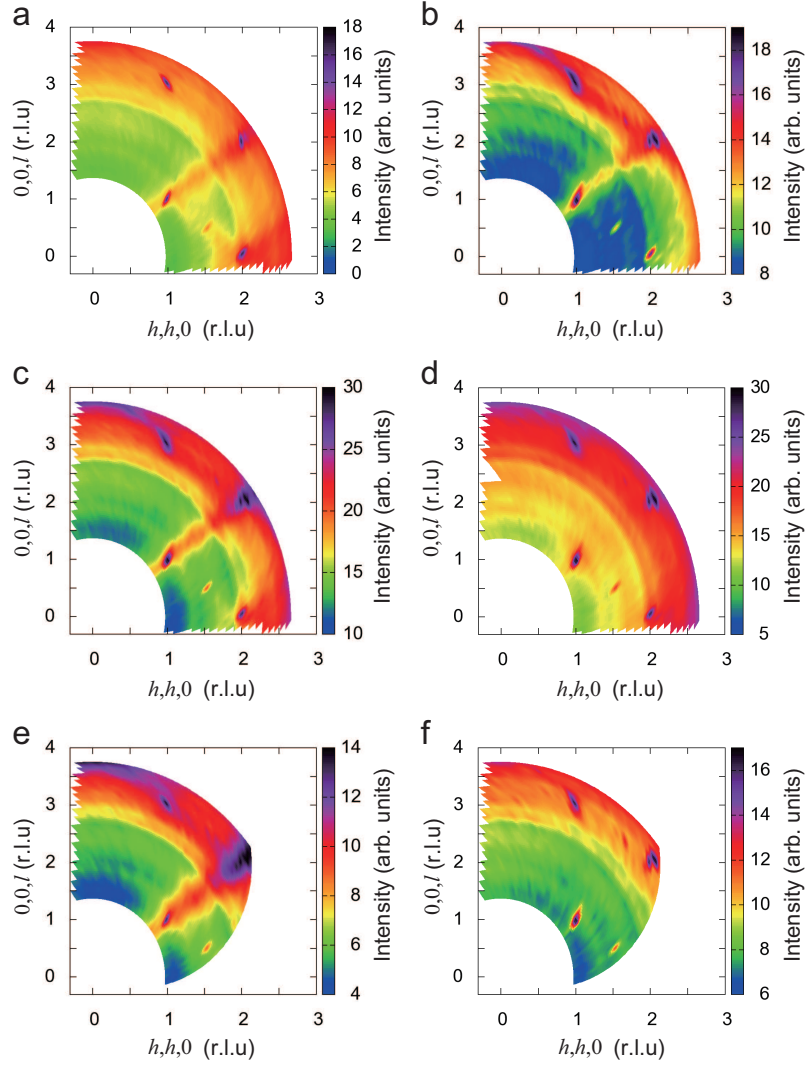 a
4
3
2
1
0
0,0,l (r.l.u)
0 1 2 3
h,h,0 (r.l.u)
18
16
14
12
10
8
6
4
2
0
Intensity (arb. units)
b
4
3
2
1
0
0,0,l (r.l.u)
0 1 2 3
h,h,0 (r.l.u)
18
16
14
12
10
8
Intensity (arb. units)
c
4
3
2
1
0
0,0,l (r.l.u)
0 1 2 3
h,h,0 (r.l.u)
30
25
20
15
10
Intensity (arb. units)
d
4
3
2
1
0
0,0,l (r.l.u)
0 1 2 3
h,h,0 (r.l.u)
30
25
20
15
10
5
Intensity (arb. units)
e
4
3
2
1
0
0,0,l (r.l.u)
0 1 2 3
h,h,0 (r.l.u)
14
12
10
8
6
4
Intensity (arb. units)
f
4
3
2
1
0
0,0,l (r.l.u)
0 1 2 3
h,h,0 (r.l.u)
16
14
12
10
8
6
Intensity (arb. units)